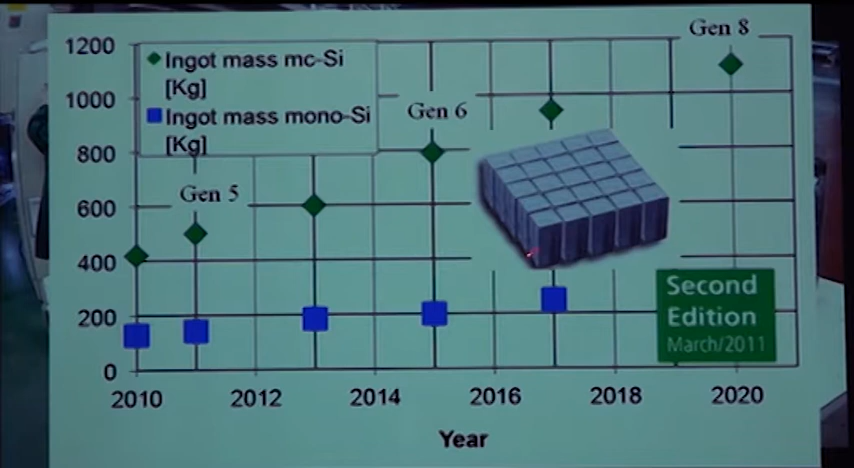 Gen 8
1200
Ingot mass mc-Si
[Kg]
1000
Ingot mass mono-Si
[Kg]
Gen 6
800
Gen 5
600
400
Second
Edition
March/2011
200
0
2010 2012 2014 2016 2018 2020
Year